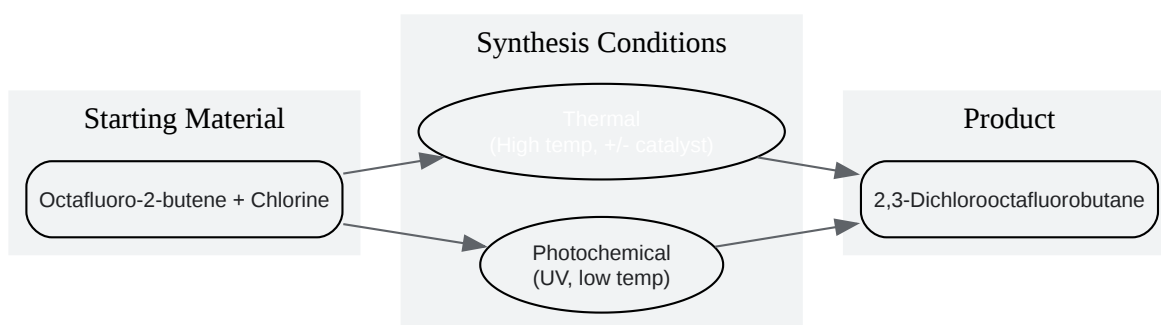 Synthesis Conditions
Starting Material
Product
Thermal
(High temp, +/- catalyst)
Octafluoro-2-butene + Chlorine
2,3-Dichlorooctafluorobutane
Photochemical
(UV, low temp)